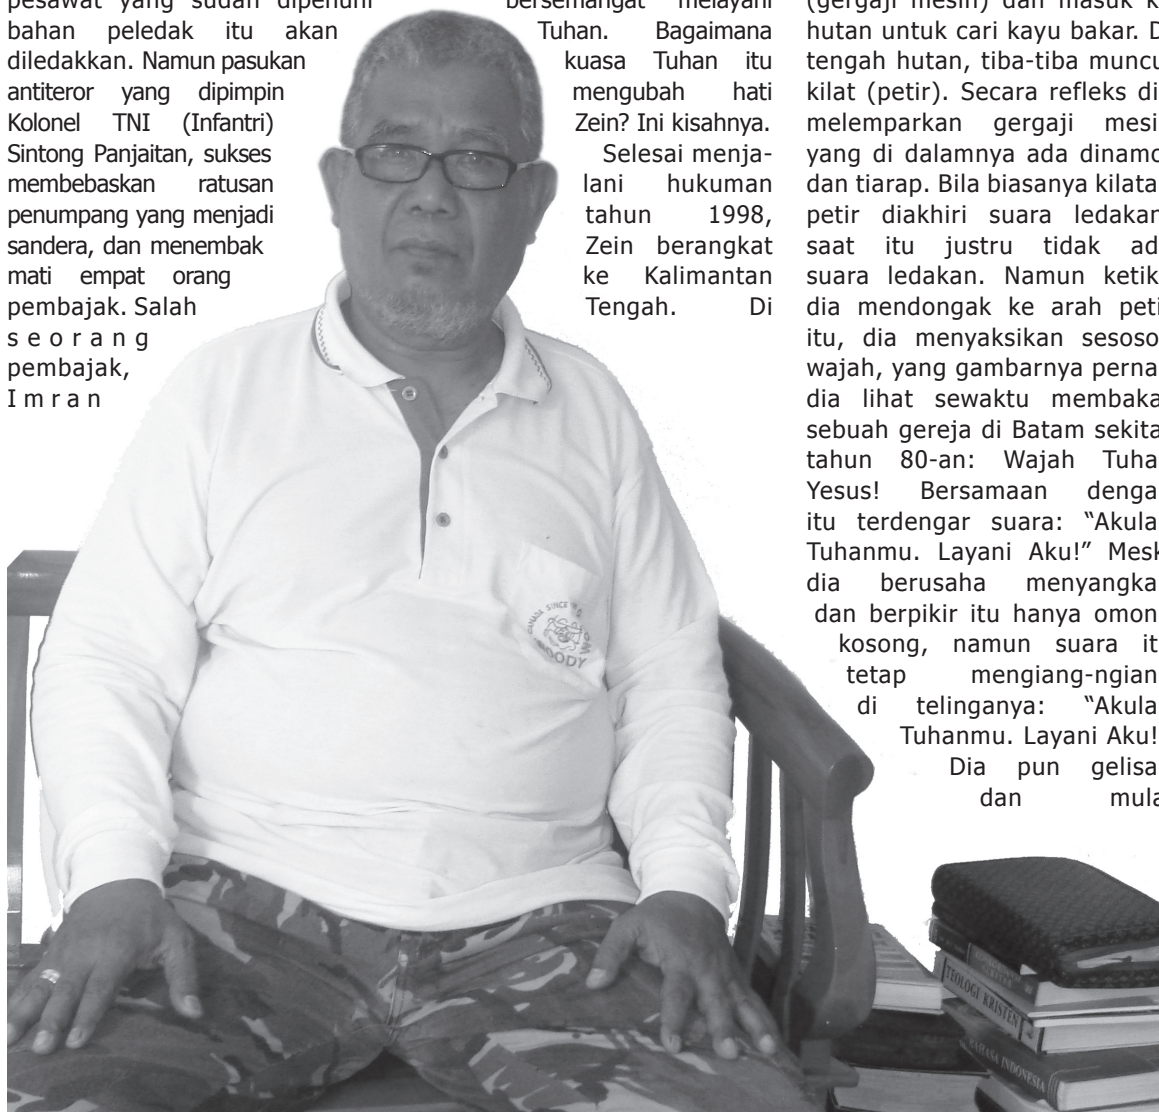 pesawat yang sudah dipenuhi
bahan peledak itu akan
diledakkan. Namun pasukan
antiteror yang dipimpin
Kolonel TNI (Infantri)
Sintong Panjaitan, sukses
membebaskan ratusan
penumpang yang menjadi
sandera, dan menembak
mati empat orang
pembajak. Salah
seorang
pembajak,
Imran
bersemangat melayani
Tuhan. Bagaimana
kuasa Tuhan itu
mengubah hati
Zein? Ini kisahnya.
Selesai menja-
lani hukuman
tahun 1998,
Zein berangkat
ke Kalimantan
Tengah. Di
(gergaji mesin) dan masuk k
hutan untuk cari kayu bakar. D
tengah hutan, tiba-tiba muncu
kilat (petir). Secara refleks di
melemparkan gergaji mesi
yang di dalamnya ada dinamo
dan tiarap. Bila biasanya kilata
petir diakhiri suara ledakan
saat itu justru tidak ad
suara ledakan. Namun ketik
dia mendongak ke arah peti
itu, dia menyaksikan sesoso
wajah, yang gambarnya perna
dia lihat sewaktu membaka
sebuah gereja di Batam sekita
tahun 80-an: Wajah Tuha
Yesus! Bersamaan denga
itu terdengar suara: “Akula
Tuhanmu. Layani Aku!” Mesk
dia berusaha menyangka
dan berpikir itu hanya omon
kosong, namun suara it
tetap mengiang-ngian
di telinganya: “Akula
Tuhanmu. Layani Aku!
Dia pun gelisa
dan mula
CANADA SINCE
WOODY
TEOLOGI KRISTEN
BAHASA INDONESIA